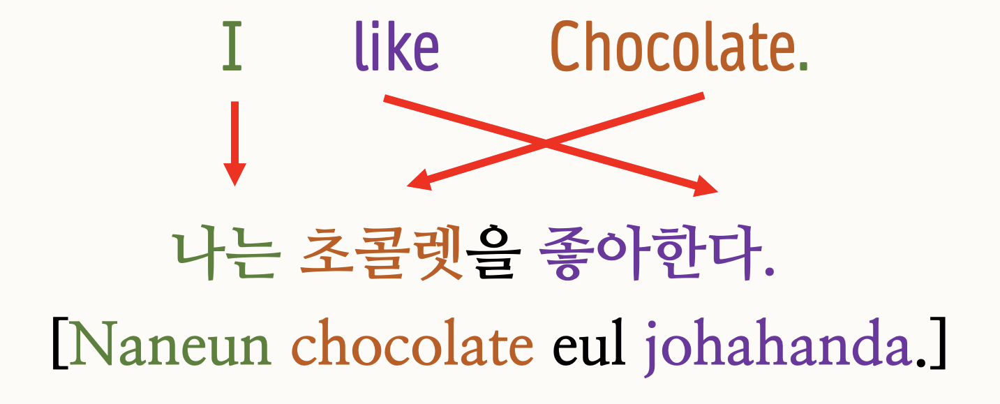 I like Chocolate.
나는 초콜렛을 좋아한다.
[Naneun chocolate eul johahanda.]